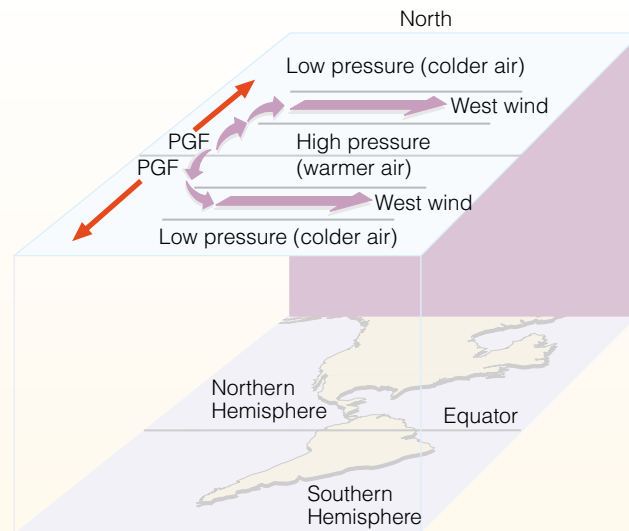 North
Low pressure (colder air)
West wind
PGF
High pressure
(warmer air)
PGF
West wind
Low pressure (colder air)
Northern
Hemisphere
Equator
Southern
Hemisphere